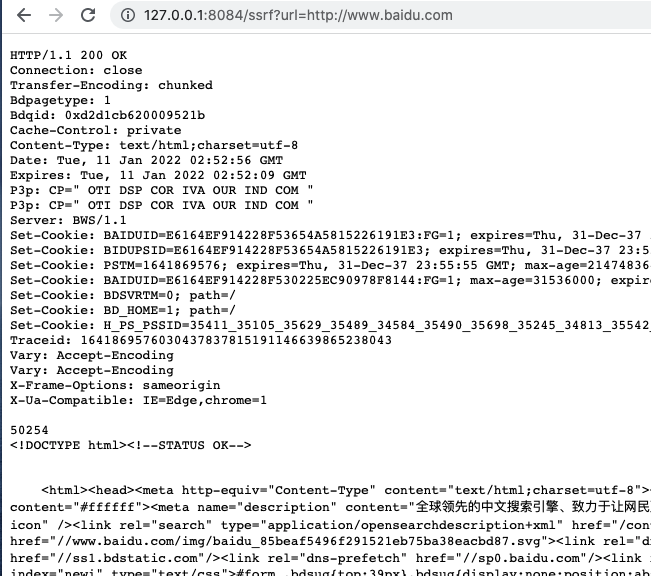 127.0.0.1:8084/ssrf?url=http://www.baidu.com
HTTP/1.1 200 OK
Connection: close
Transfer-Encoding: chunked
Bdpagetype: 1
Bdqid: 0xd2d1cb620009521b
Cache-Control: private
Content-Type: text/html;charset=utf-8
Date: Tue, 11 Jan 2022 02:52:56 GMT
Expires: Tue, 11 Jan 2022 02:52:09 GMT
P3p: CP=" OTI DSP COR IVA OUR IND COM "
P3p: CP=" OTI DSP COR IVA OUR IND COM "
Server: BWS/1.1
Set-Cookie: BAIDUID=E6164EF914228F53654A5815226191E3:FG=1; expires=Thu, 31-Dec-37
Set-Cookie: BIDUPSID=E6164EF914228F53654A5815226191E3; expires=Thu, 31-Dec-37 23:5
Set-Cookie: PSTM=1641869576; expires=Thu, 31-Dec-37 23:55:55 GMT; max-age=21474836
Set-Cookie: BAIDUID=E6164EF914228F530225EC90978F8144:FG=1; max-age=31536000; expir
Set-Cookie: BDSVRTM=0; path=/
Set-Cookie: BD_HOME=1; path=/
Set-Cookie: H_PS_PSSID=35411_35105_35629_35489_34584_35490_35698_35245_34813_35542_
Traceid: 1641869576030437837815191146639865238043
Vary: Accept-Encoding
Vary: Accept-Encoding
X-Frame-Options: sameorigin
X-Ua-Compatible: IE=Edge,chrome=1
50254
<!DOCTYPE html><!--STATUS OK-->
<html><head><meta http-equiv="Content-Type" content="text/html;charset=utf-8">
content="#ffffff"><meta name="description" content="全球领先的中文搜索引擎、致力于让网民
icon" /><link rel="search" type="application/opensearchdescription+xml" href="/con
href="//www.baidu.com/img/baidu_85beaf5496f291521eb75ba38eacbd87.svg"><link rel="d
href="//ss1.bdstatic.com"/><link rel="dns-prefetch" href="//sp0.baidu.com"/><link
index="newi" type="text/css">#form .bdsug{top:39px}.bdsug{display:none;position:ab